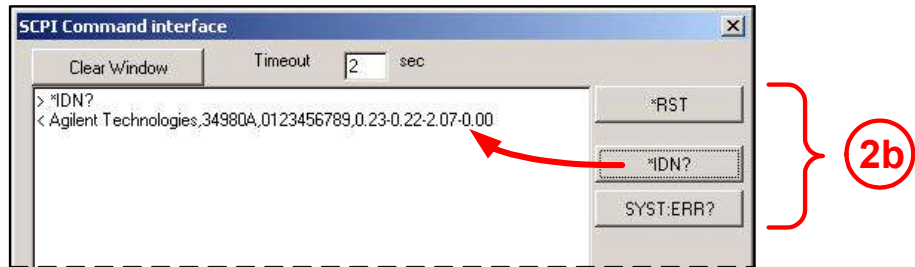 SCPI Command interface
Clear Window Timeout 2 sec
> *IDN?
< Agilent Technologies,34980A,0123456789,0.23-0.22-2.07-0.00
*RST
*IDN?
SYST:ERR?
2b